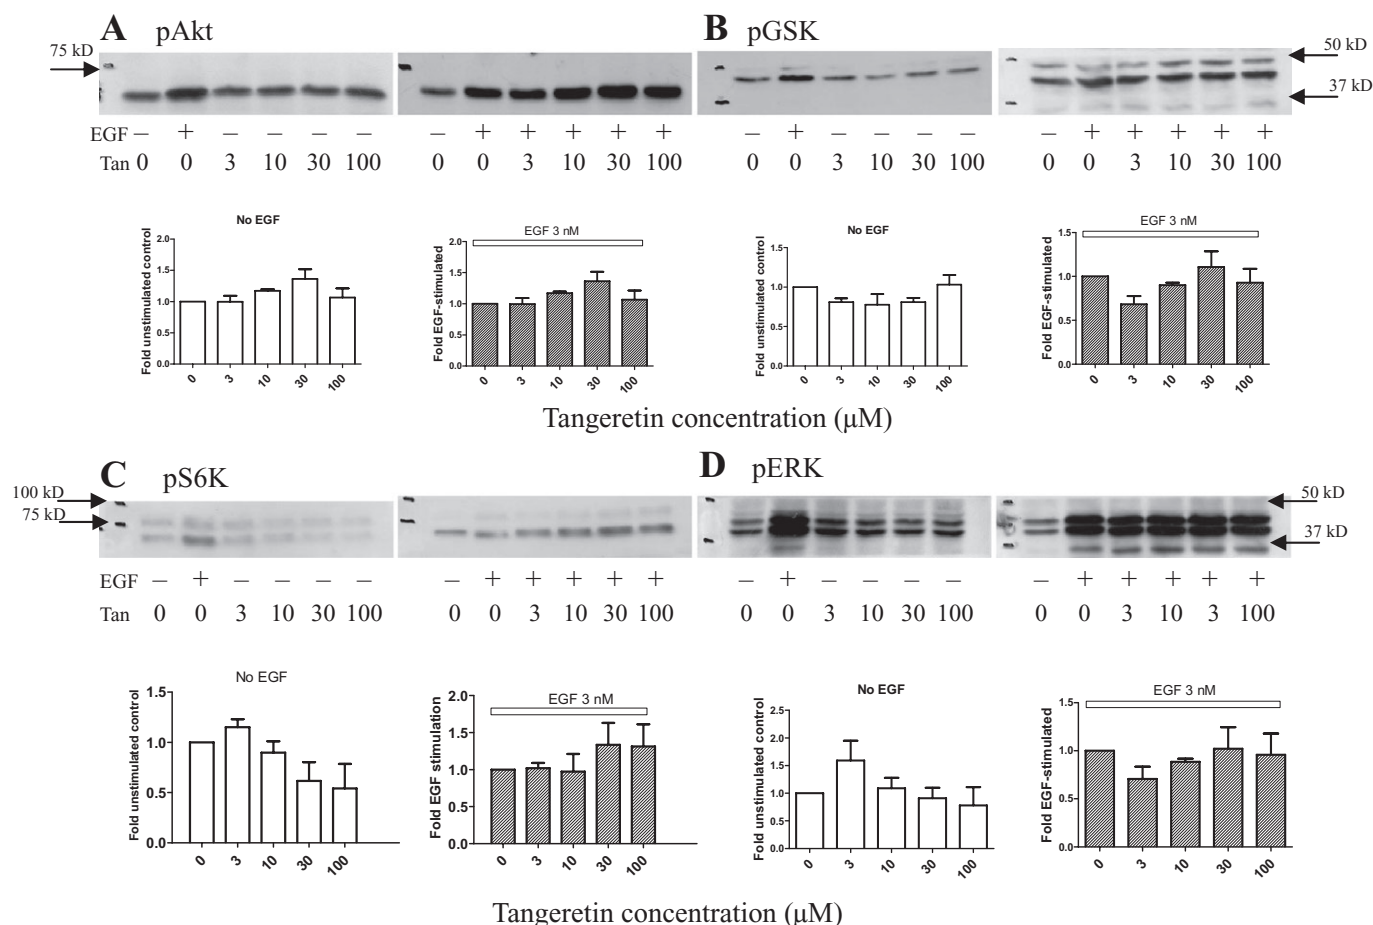 A pAkt
B pGSK
75 kD
50 kD
37 kD
EGF – + – – – – – + + + + +
Tan 0 0 3 10 30 100 0 0 3 10 30 100
– + – – – – – + + + + +
0 0 3 10 30 100 0 0 3 10 30 100
No EGF
Fold unstimulated control
2.0
1.5
1.0
0.5
0.0
0 3 10 30 100
EGF 3 nM
Fold EGF-stimulated
2.0
1.5
1.0
0.5
0.0
0 3 10 30 100
No EGF
Fold unstimulated control
1.5
1.0
0.5
0.0
0 3 10 30 100
EGF 3 nM
Fold EGF-stimulated
1.5
1.0
0.5
0.0
0 3 10 30 100
Tangeretin concentration (μM)
C pS6K
D pERK
100 kD
75 kD
50 kD
37 kD
EGF – + – – – – – + + + + +
Tan 0 0 3 10 30 100 0 0 3 10 30 100
– + – – – – – + + + + +
0 0 3 10 30 100 0 0 3 10 3 100
No EGF
Fold unstimulated control
1.5
1.0
0.5
0.0
0 3 10 30 100
EGF 3 nM
Fold EGF stimulation
2.0
1.5
1.0
0.5
0.0
0 3 10 30 100
No EGF
Fold unstimulated control
2.5
2.0
1.5
1.0
0.5
0.0
0 3 10 30 100
EGF 3 nM
Fold EGF-stimulated
1.5
1.0
0.5
0.0
0 3 10 30 100
Tangeretin concentration (μM)